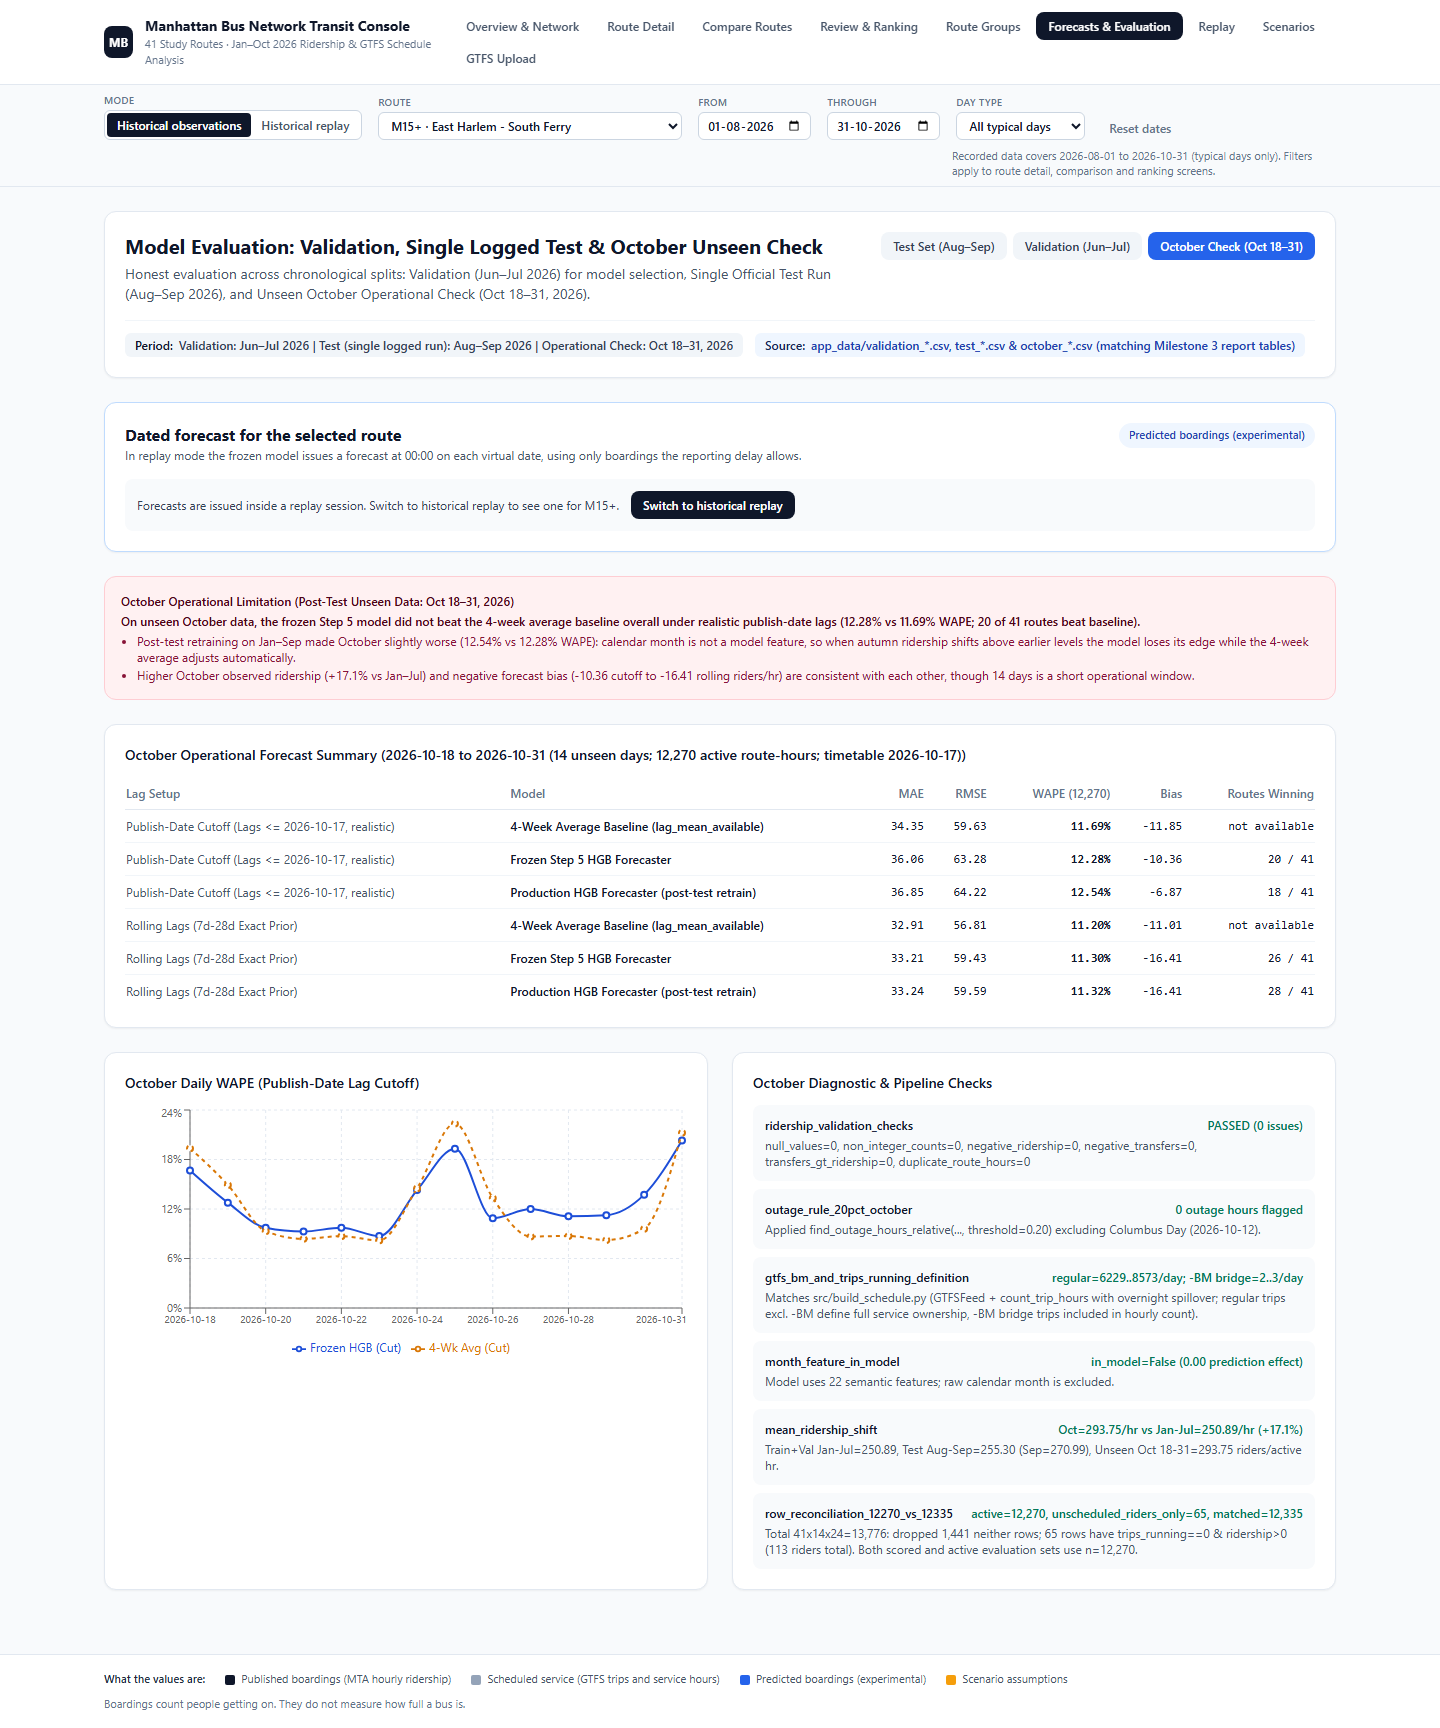 MB
Manhattan Bus Network Transit Console
41 Study Routes · Jan–Oct 2026 Ridership & GTFS Schedule
Analysis
Overview & Network
Route Detail
Compare Routes
Review & Ranking
Route Groups
Forecasts & Evaluation
Replay
Scenarios
GTFS Upload
MODE
Historical observations
Historical replay
ROUTE
M15+ · East Harlem - South Ferry
FROM
01-08-2026
THROUGH
31-10-2026
DAY TYPE
All typical days
Reset dates
Recorded data covers 2026-08-01 to 2026-10-31 (typical days only). Filters
apply to route detail, comparison and ranking screens.
Model Evaluation: Validation, Single Logged Test & October Unseen Check
Test Set (Aug–Sep)
Validation (Jun–Jul)
October Check (Oct 18–31)
Honest evaluation across chronological splits: Validation (Jun–Jul 2026) for model selection, Single Official Test Run
(Aug–Sep 2026), and Unseen October Operational Check (Oct 18–31, 2026).
Period: Validation: Jun–Jul 2026 | Test (single logged run): Aug–Sep 2026 | Operational Check: Oct 18–31, 2026
Source: app_data/validation_*.csv, test_*.csv & october_*.csv (matching Milestone 3 report tables)
Dated forecast for the selected route
Predicted boardings (experimental)
In replay mode the frozen model issues a forecast at 00:00 on each virtual date, using only boardings the reporting delay allows.
Forecasts are issued inside a replay session. Switch to historical replay to see one for M15+.
Switch to historical replay
October Operational Limitation (Post-Test Unseen Data: Oct 18–31, 2026)
On unseen October data, the frozen Step 5 model did not beat the 4-week average baseline overall under realistic publish-date lags (12.28% vs 11.69% WAPE; 20 of 41 routes beat baseline).
• Post-test retraining on Jan–Sep made October slightly worse (12.54% vs 12.28% WAPE): calendar month is not a model feature, so when autumn ridership shifts above earlier levels the model loses its edge while the 4-week
average adjusts automatically.
• Higher October observed ridership (+17.1% vs Jan–Jul) and negative forecast bias (-10.36 cutoff to -16.41 rolling riders/hr) are consistent with each other, though 14 days is a short operational window.
October Operational Forecast Summary (2026-10-18 to 2026-10-31 (14 unseen days; 12,270 active route-hours; timetable 2026-10-17))
Lag Setup Model MAE RMSE WAPE (12,270) Bias Routes Winning
Publish-Date Cutoff (Lags <= 2026-10-17, realistic) 4-Week Average Baseline (lag_mean_available) 34.35 59.63 11.69% -11.85 not available
Publish-Date Cutoff (Lags <= 2026-10-17, realistic) Frozen Step 5 HGB Forecaster 36.06 63.28 12.28% -10.36 20 / 41
Publish-Date Cutoff (Lags <= 2026-10-17, realistic) Production HGB Forecaster (post-test retrain) 36.85 64.22 12.54% -6.87 18 / 41
Rolling Lags (7d-28d Exact Prior) 4-Week Average Baseline (lag_mean_available) 32.91 56.81 11.20% -11.01 not available
Rolling Lags (7d-28d Exact Prior) Frozen Step 5 HGB Forecaster 33.21 59.43 11.30% -16.41 26 / 41
Rolling Lags (7d-28d Exact Prior) Production HGB Forecaster (post-test retrain) 33.24 59.59 11.32% -16.41 28 / 41
October Daily WAPE (Publish-Date Lag Cutoff)
24%
18%
12%
6%
0%
2026-10-18 2026-10-20 2026-10-22 2026-10-24 2026-10-26 2026-10-28 2026-10-31
Frozen HGB (Cut) 4-Wk Avg (Cut)
October Diagnostic & Pipeline Checks
ridership_validation_checks PASSED (0 issues)
null_values=0, non_integer_counts=0, negative_ridership=0, negative_transfers=0,
transfers_gt_ridership=0, duplicate_route_hours=0
outage_rule_20pct_october 0 outage hours flagged
Applied find_outage_hours_relative(..., threshold=0.20) excluding Columbus Day (2026-10-12).
gtfs_bm_and_trips_running_definition regular=6229..8573/day; -BM bridge=2..3/day
Matches src/build_schedule.py (GTFSFeed + count_trip_hours with overnight spillover; regular trips
excl. -BM define full service ownership, -BM bridge trips included in hourly count).
month_feature_in_model in_model=False (0.00 prediction effect)
Model uses 22 semantic features; raw calendar month is excluded.
mean_ridership_shift Oct=293.75/hr vs Jan-Jul=250.89/hr (+17.1%)
Train+Val Jan-Jul=250.89, Test Aug-Sep=255.30 (Sep=270.99), Unseen Oct 18-31=293.75 riders/active
hr.
row_reconciliation_12270_vs_12335 active=12,270, unscheduled_riders_only=65, matched=12,335
Total 41x14x24=13,776: dropped 1,441 neither rows; 65 rows have trips_running==0 & ridership>0
(113 riders total). Both scored and active evaluation sets use n=12,270.
What the values are: Published boardings (MTA hourly ridership) Scheduled service (GTFS trips and service hours) Predicted boardings (experimental) Scenario assumptions
Boardings count people getting on. They do not measure how full a bus is.